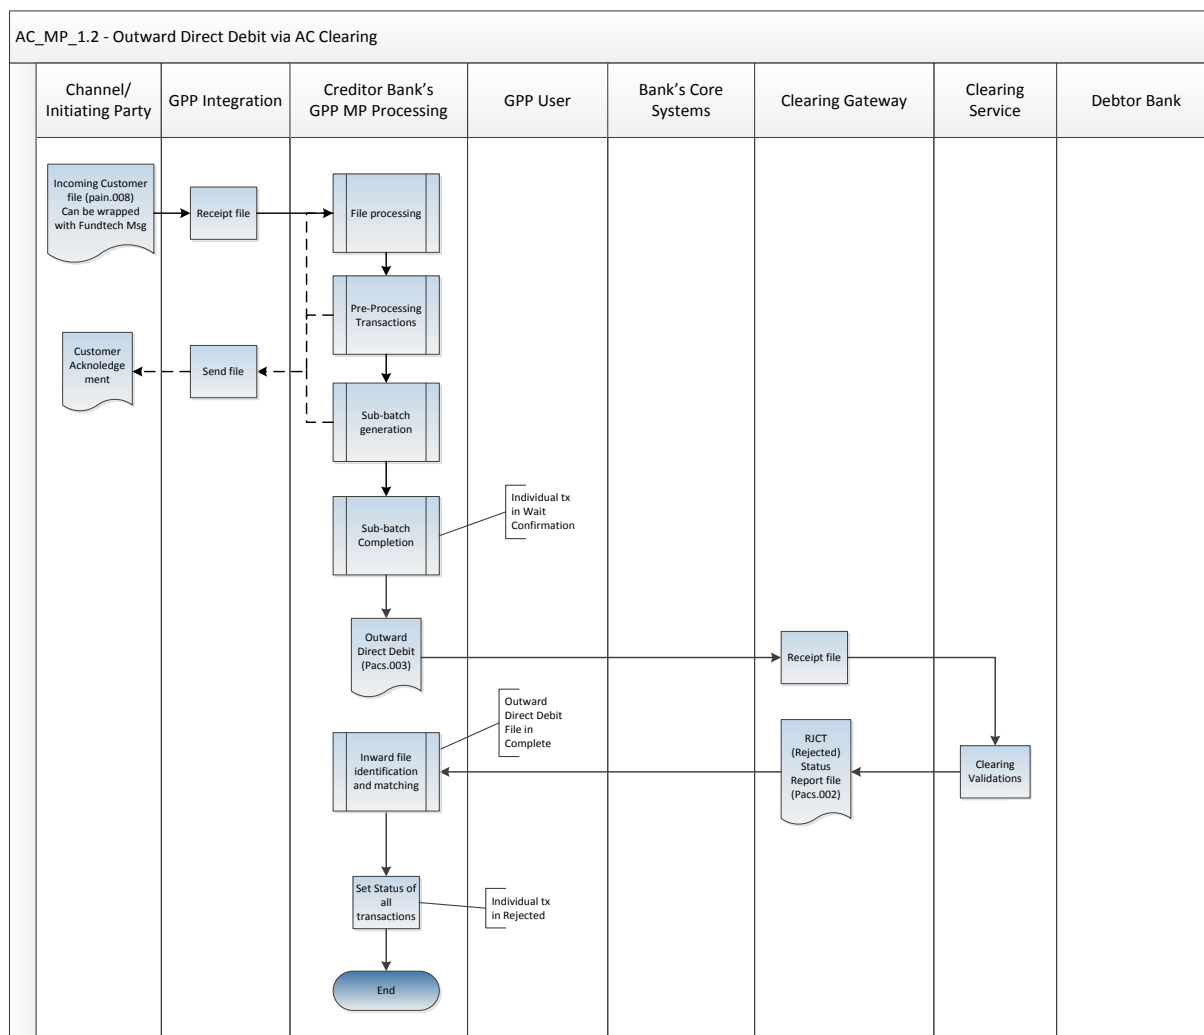 AC_MP_1.2 - Outward Direct Debit via AC Clearing
Channel/
Initiating Party
GPP Integration
Creditor Bank's
GPP MP Processing
GPP User
Bank's Core
Systems
Clearing Gateway
Clearing
Service
Debtor Bank
Incoming Customer
file (pain.008)
Can be wrapped
with Fundtech Msg
Receipt file
File processing
Pre-Processing
Transactions
Customer
Acknoledge
ment
Send file
Sub-batch
generation
Sub-batch
Completion
Individual tx
in Wait
Confirmation
Outward
Direct Debit
(Pacs.003)
Receipt file
Outward
Direct Debit
File in
Complete
Inward file
identification
and matching
RJCT
(Rejected)
Status
Report file
(Pacs.002)
Clearing
Validations
Set Status of
all
transactions
Individual tx
in Rejected
End